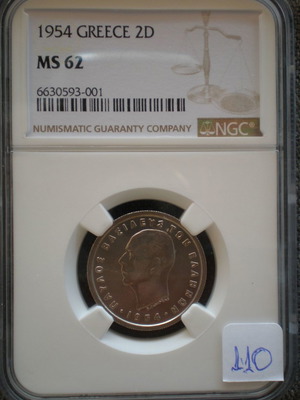 1954 GREECE 2D
MS 62
6630593-001
NUMISMATIC GUARANTY COMPANY NGC®
ΠΑΥΛΟΣ ΒΑΣΙΛΕΥΣ ΤΩΝ ΕΛΛΗΝΩΝ
1954
110